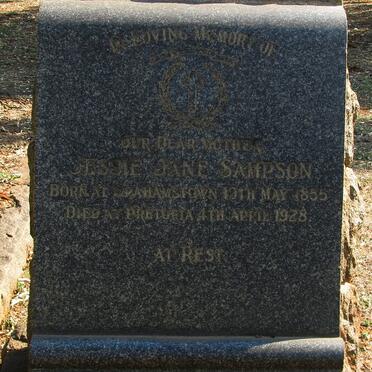 In Loving Memory of
Our Dear Mother
Jessie Jane Sampson
Born at Grahamstown 13th May 1855
Died at Pretoria 4th April 1928
At Rest